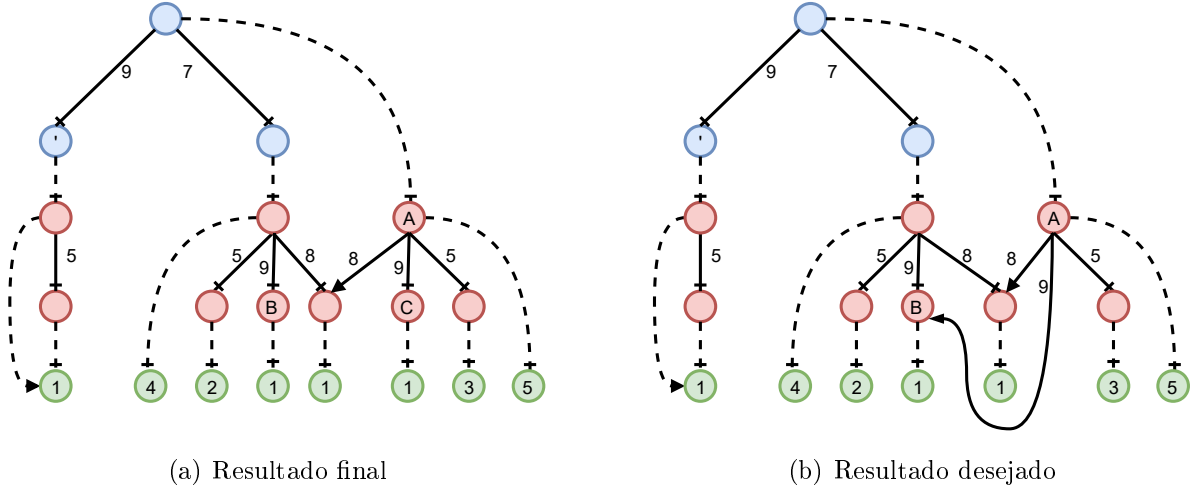 9 7 9 7
' '
A A
5 9 8 8 9 5 5 5 9 8 8 9 5 5
B C B
1 4 2 1 1 1 3 5 1 4 2 1 1 3 5
(a) Resultado final
(b) Resultado desejado